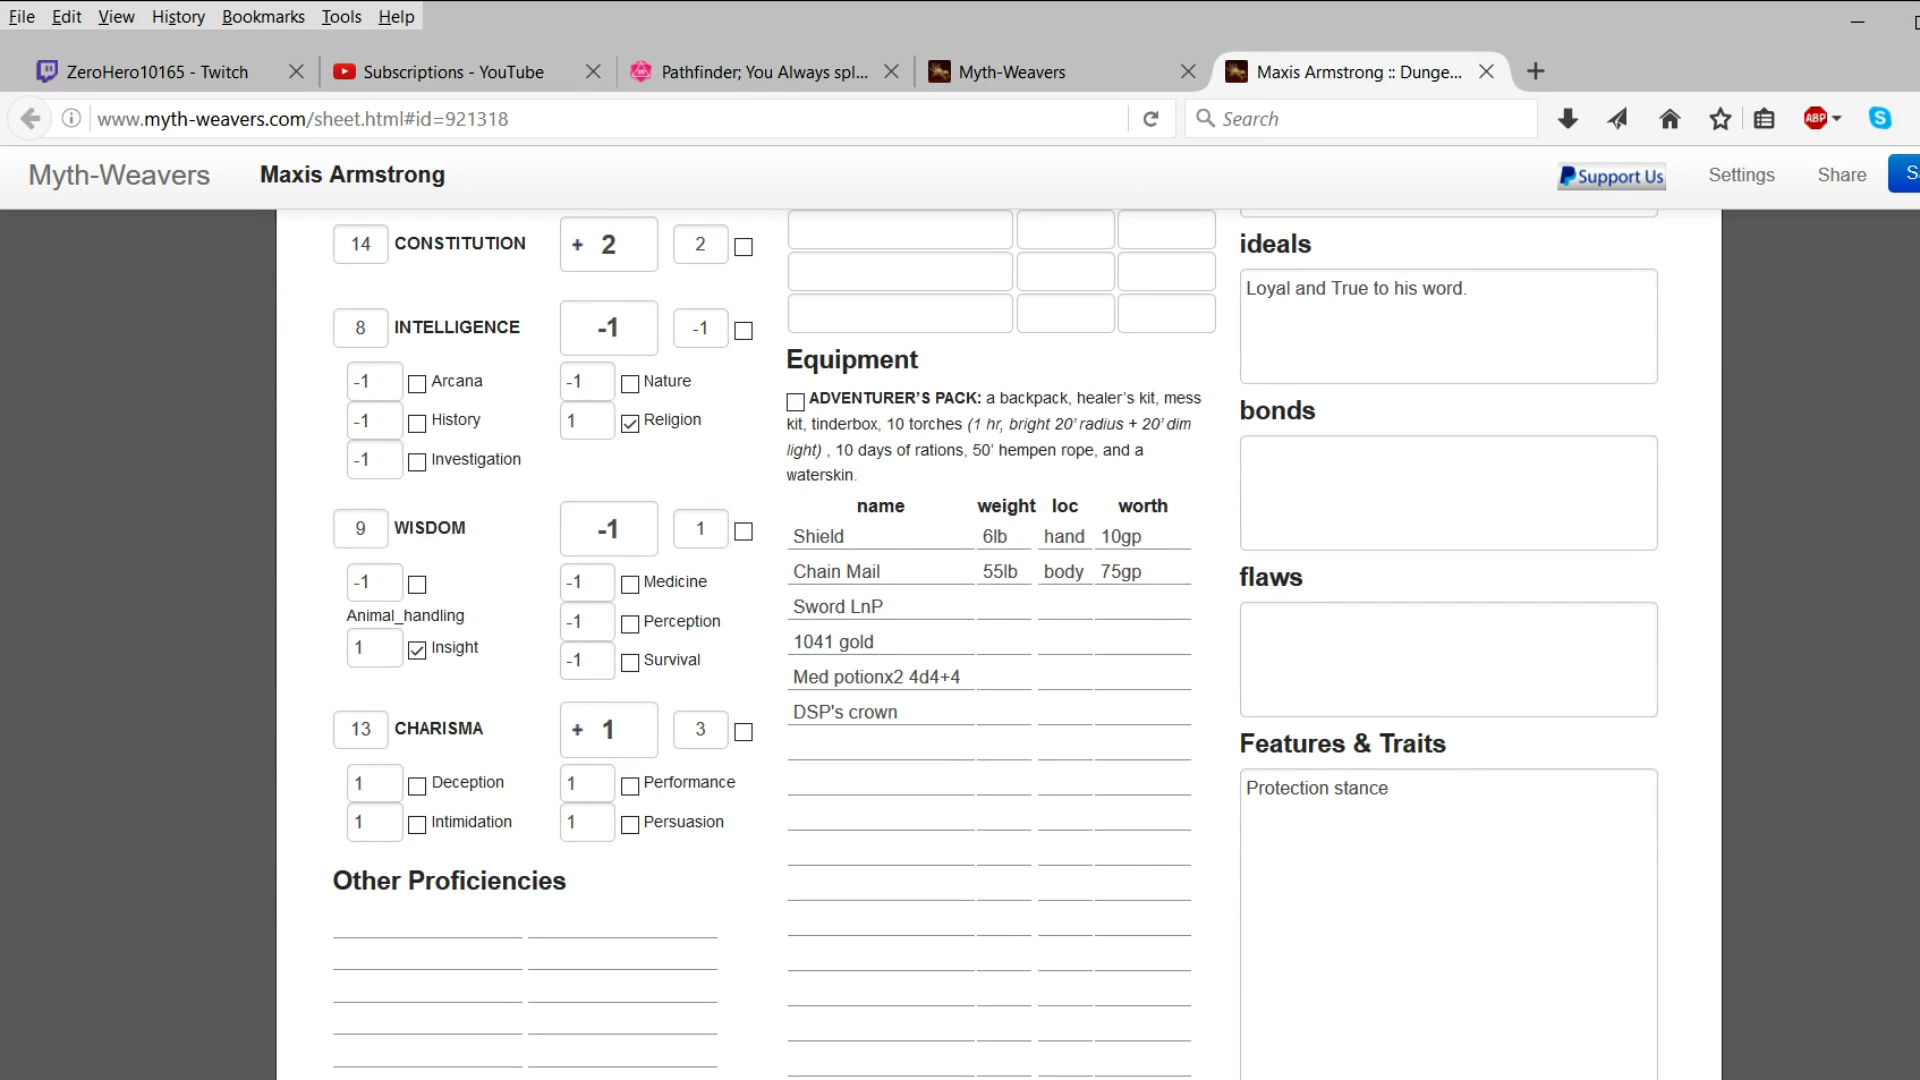 File Edit View History Bookmarks Tools Help
ZeroHero10165 - Twitch
Subscriptions - YouTube
Pathfinder; You Always spl...
Myth-Weavers
Maxis Armstrong :: Dunge...
www.myth-weavers.com/sheet.html#id=921318
Search
ABP
Myth-Weavers
Maxis Armstrong
Support Us
Settings
Share
14 CONSTITUTION + 2 2
8 INTELLIGENCE -1 -1
-1 Arcana -1 Nature
-1 History 1 Religion
-1 Investigation
9 WISDOM -1 1
-1 Animal_handling
-1 Medicine
-1 Perception
1 Insight
-1 Survival
13 CHARISMA + 1 3
1 Deception 1 Performance
1 Intimidation 1 Persuasion
Other Proficiencies
Equipment
ADVENTURER'S PACK: a backpack, healer's kit, mess
kit, tinderbox, 10 torches (1 hr, bright 20' radius + 20' dim
light) , 10 days of rations, 50' hempen rope, and a
waterskin.
name weight loc worth
Shield 6lb hand 10gp
Chain Mail 55lb body 75gp
Sword LnP
1041 gold
Med potionx2 4d4+4
DSP's crown
ideals
Loyal and True to his word.
bonds
flaws
Features & Traits
Protection stance